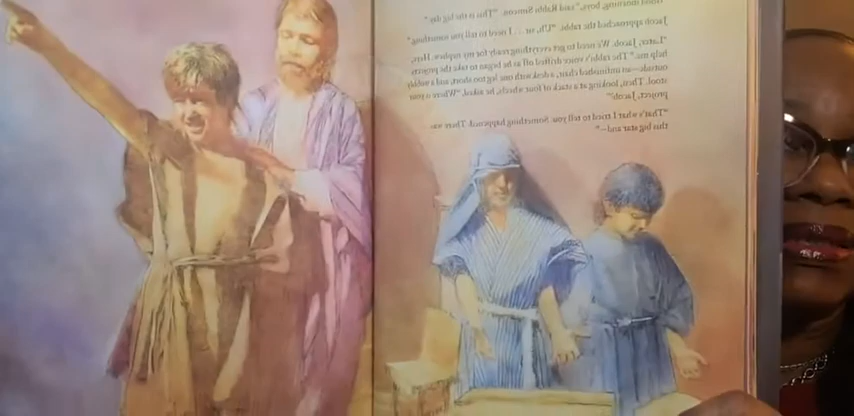 "Good morning, boys," said Rabbi Simeon. "This is the big day."
Jacob approached the rabbi. "Uh, sir . . . I need to tell you something."
"Later, Jacob. We need to get everything ready for my replica. Here,
help me." The rabbi's voice drifted off as he began to take the projects
outside—an unfinished chair, a desk with one leg too short, and a wobbly
stool. Then, looking at a stack of four wheels, he asked, "Where is your
project, Jacob?"
"That's what I tried to tell you. Something happened. There was
this big star and—"